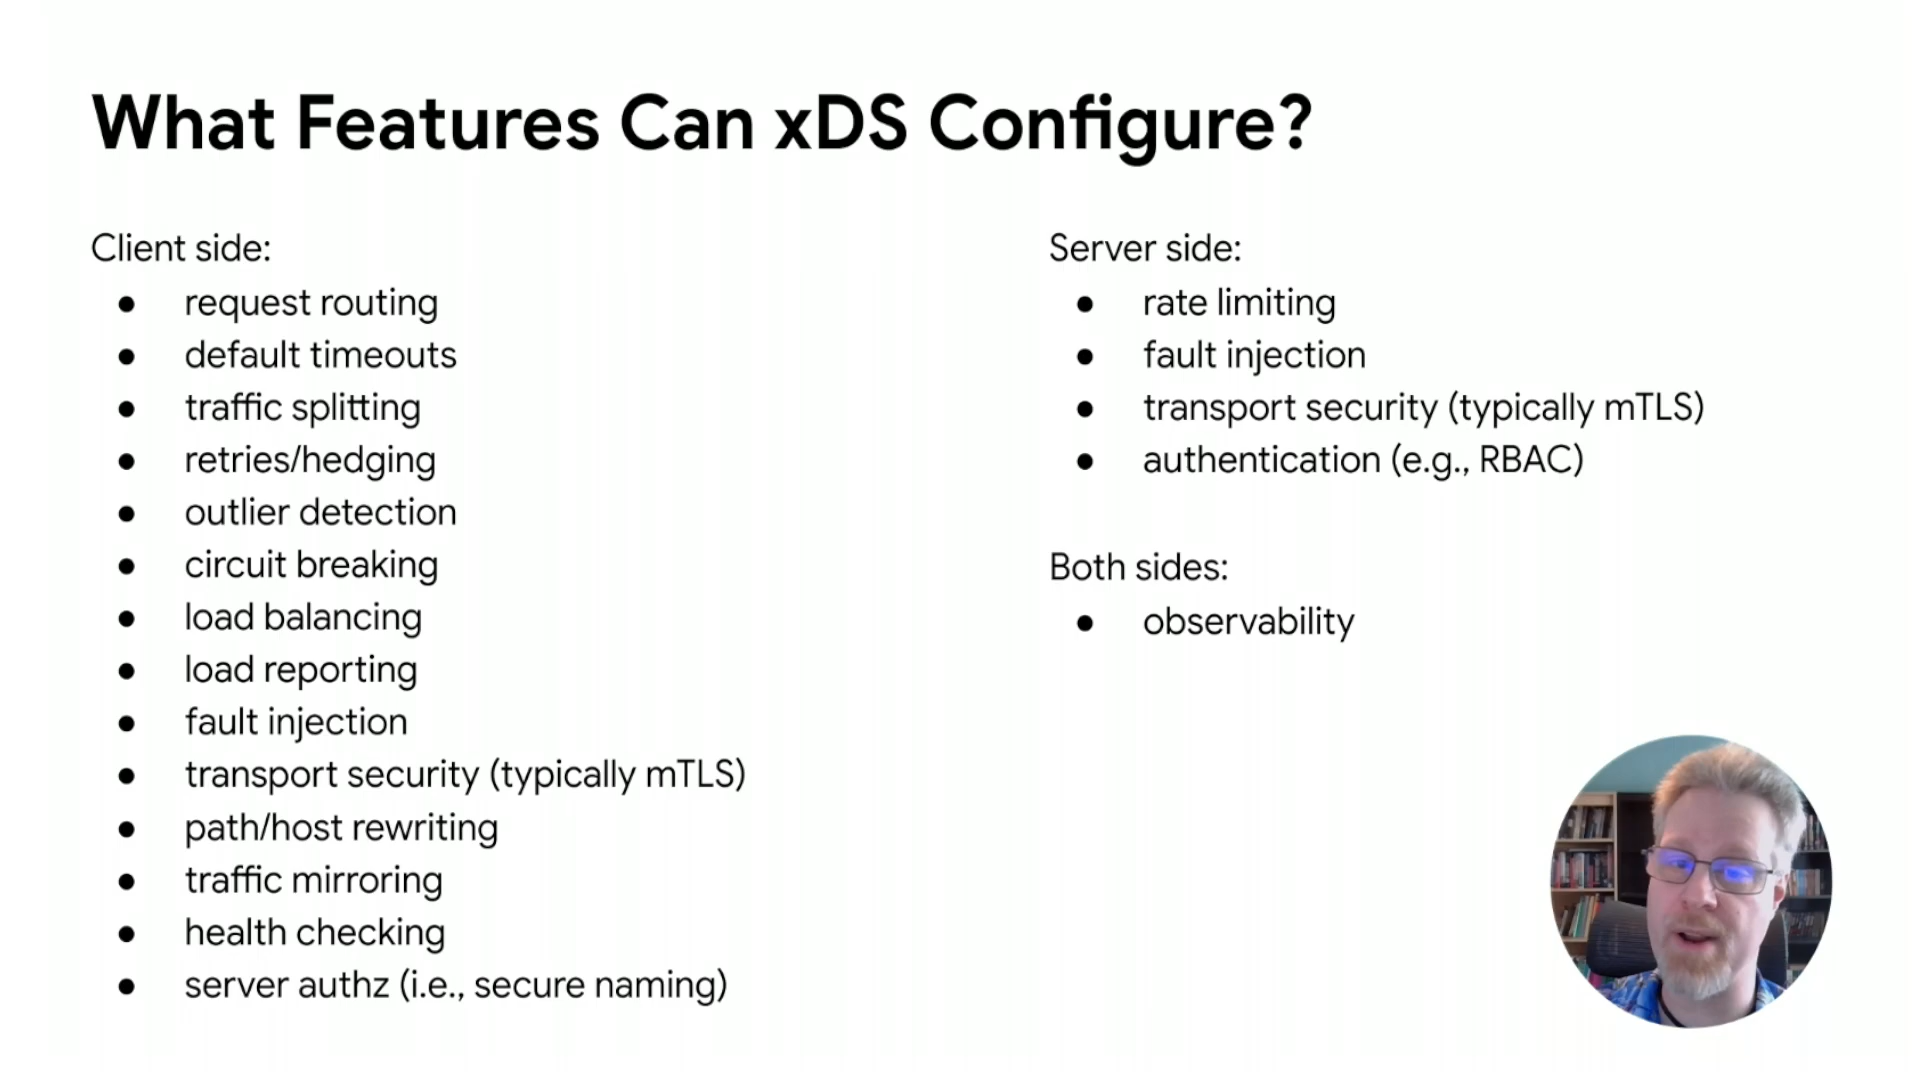 What Features Can xDS Configure?
Client side:
● request routing
● default timeouts
● traffic splitting
● retries/hedging
● outlier detection
● circuit breaking
● load balancing
● load reporting
● fault injection
● transport security (typically mTLS)
● path/host rewriting
● traffic mirroring
● health checking
● server authz (i.e., secure naming)
Server side:
● rate limiting
● fault injection
● transport security (typically mTLS)
● authentication (e.g., RBAC)
Both sides:
● observability